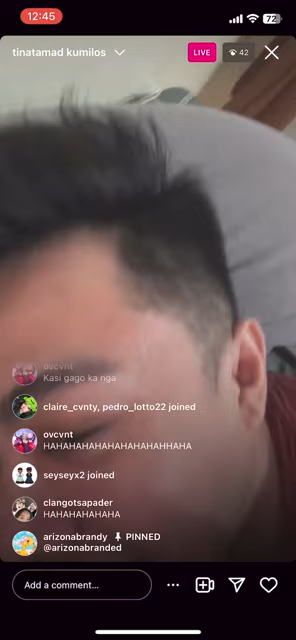 12:45
72
tinatamad kumilos
LIVE
42
ovcvnt
Kasi gago ka nga
claire_cvnty, pedro_lotto22 joined
ovcvnt
HAHAHAHAHAHAHAHAHAHHAHA
seyseyx2 joined
clangotsapader
HAHAHAHAHAHA
arizonabrandy PINNED
@arizonabranded
Add a comment...